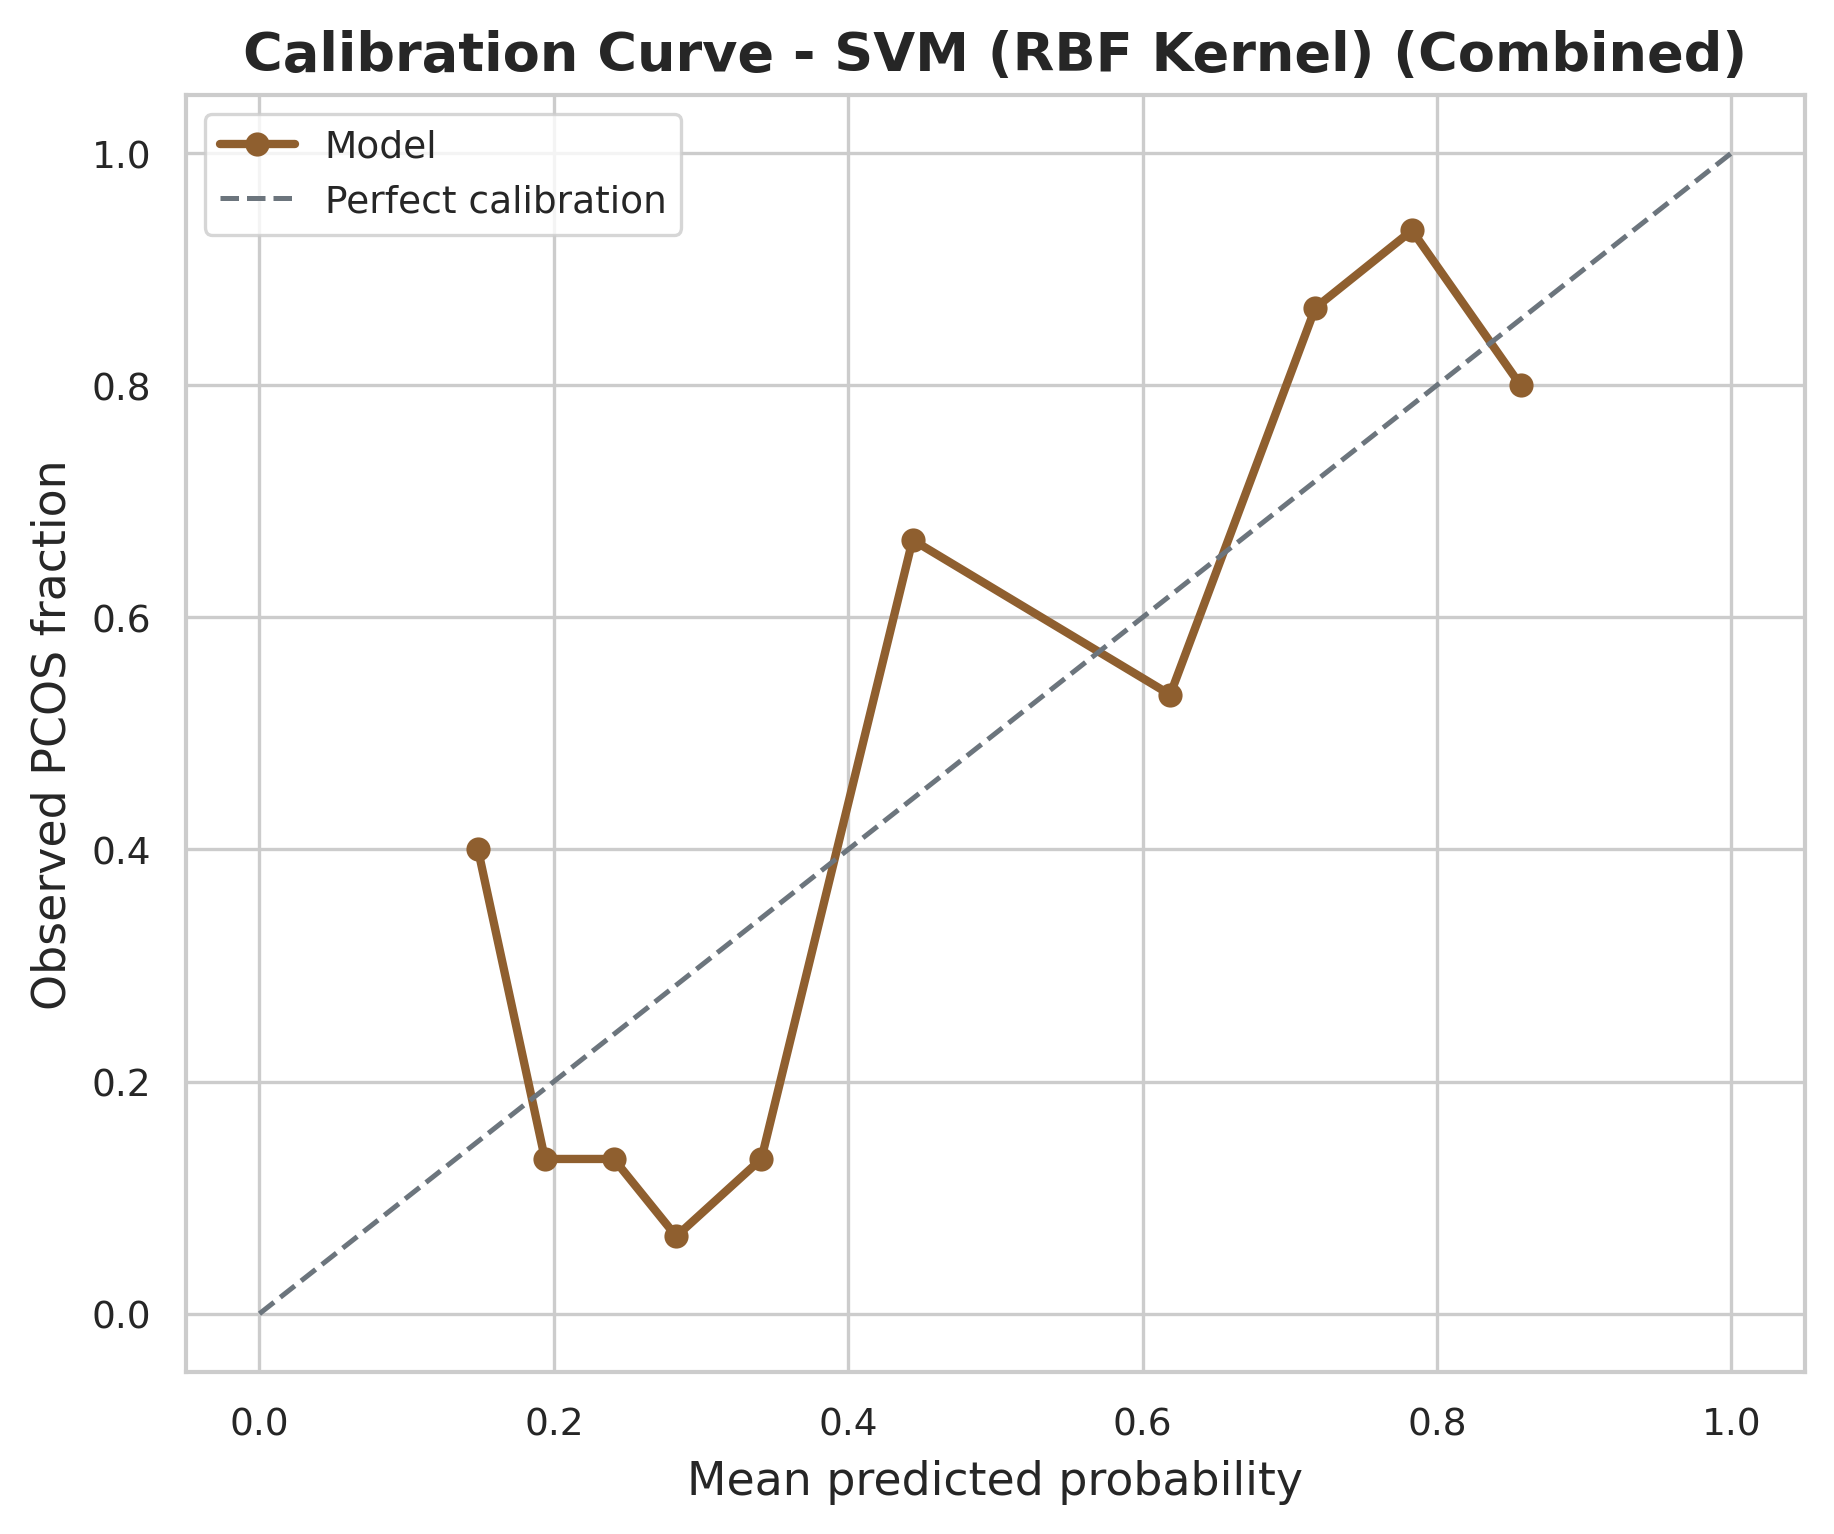 Calibration Curve - SVM (RBF Kernel) (Combined)
Model
Perfect calibration
1.0
0.8
0.6
0.4
0.2
0.0
Observed PCOS fraction
0.0 0.2 0.4 0.6 0.8 1.0
Mean predicted probability